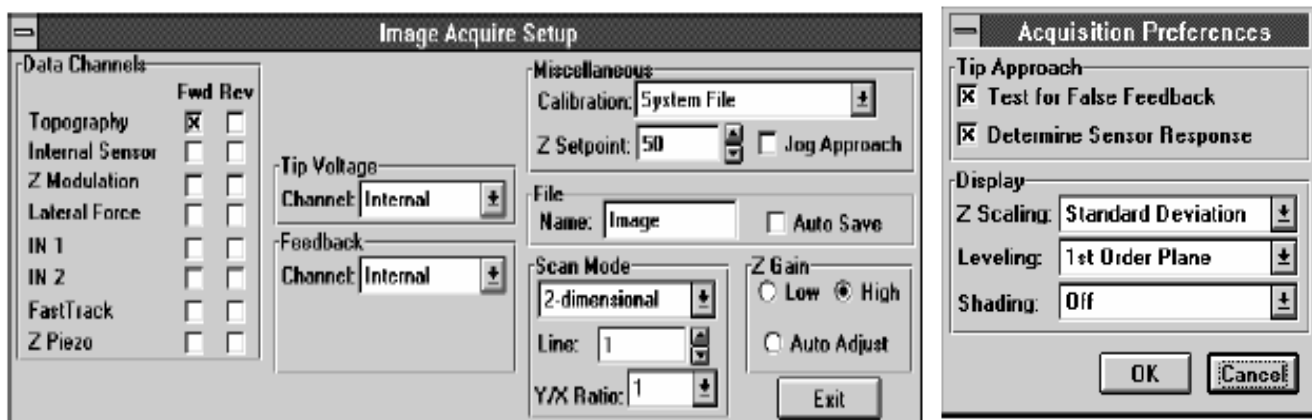 Image Acquire Setup
Data Channels
Fwd Rev
Topography
Internal Sensor
Z Modulation
Lateral Force
IN 1
IN 2
FastTrack
Z Piezo
Tip Voltage
Channel: Internal
Feedback
Channel: Internal
Miscellaneous
Calibration: System File
Z Setpoint: 50
Jog Approach
File
Name: Image
Auto Save
Scan Mode
2-dimensional
Line: 1
Y/X Ratio: 1
Z Gain
Low High
Auto Adjust
Exit
Acquisition Preferences
Tip Approach
Test for False Feedback
Determine Sensor Response
Display
Z Scaling: Standard Deviation
Leveling: 1st Order Plane
Shading: Off
OK Cancel